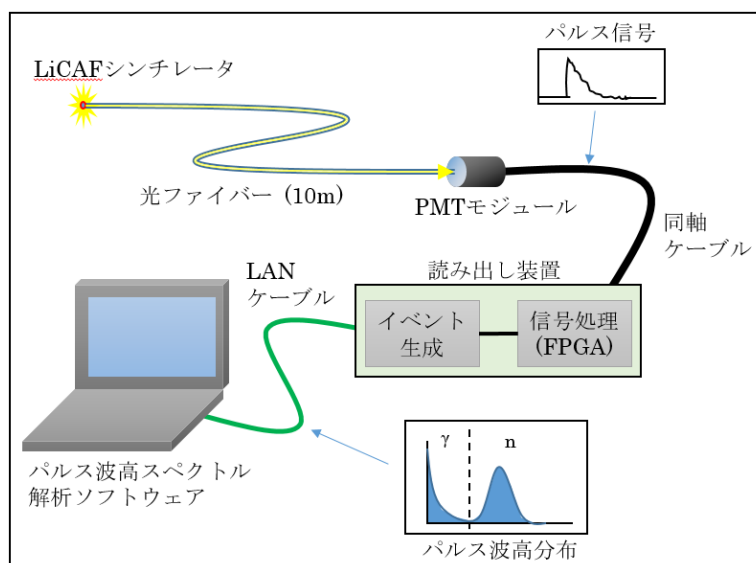 パルス信号
LiCAFシンチレータ
光ファイバー (10m)
PMTモジュール
同軸
ケーブル
LAN
ケーブル
読み出し装置
イベント
生成
信号処理
(FPGA)
γ n
パルス波高スペクトル
解析ソフトウェア
パルス波高分布